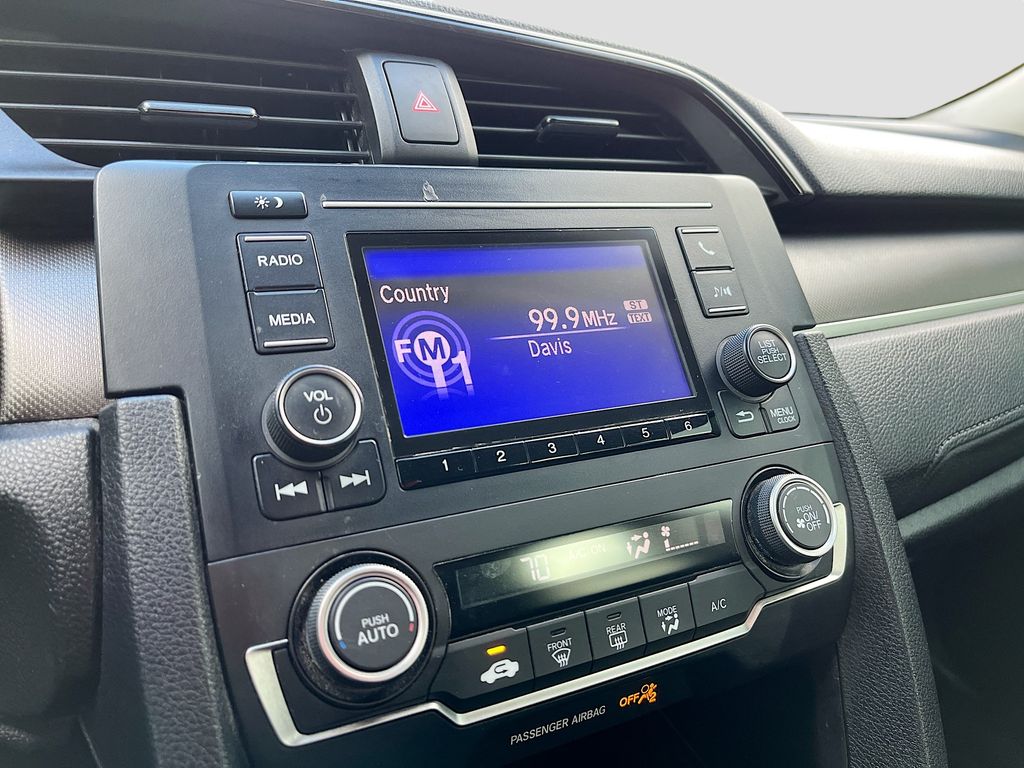 RADIO
MEDIA
VOL
Country
99.9 MHz
ST
TEXT
FM1
Davis
LIST
PUSH
SELECT
MENU
CLOCK
1 2 3 4 5 6
PUSH
ON/
OFF
70 A/C ON
PUSH
AUTO
FRONT
REAR
MODE
A/C
PASSENGER AIRBAG OFF 2